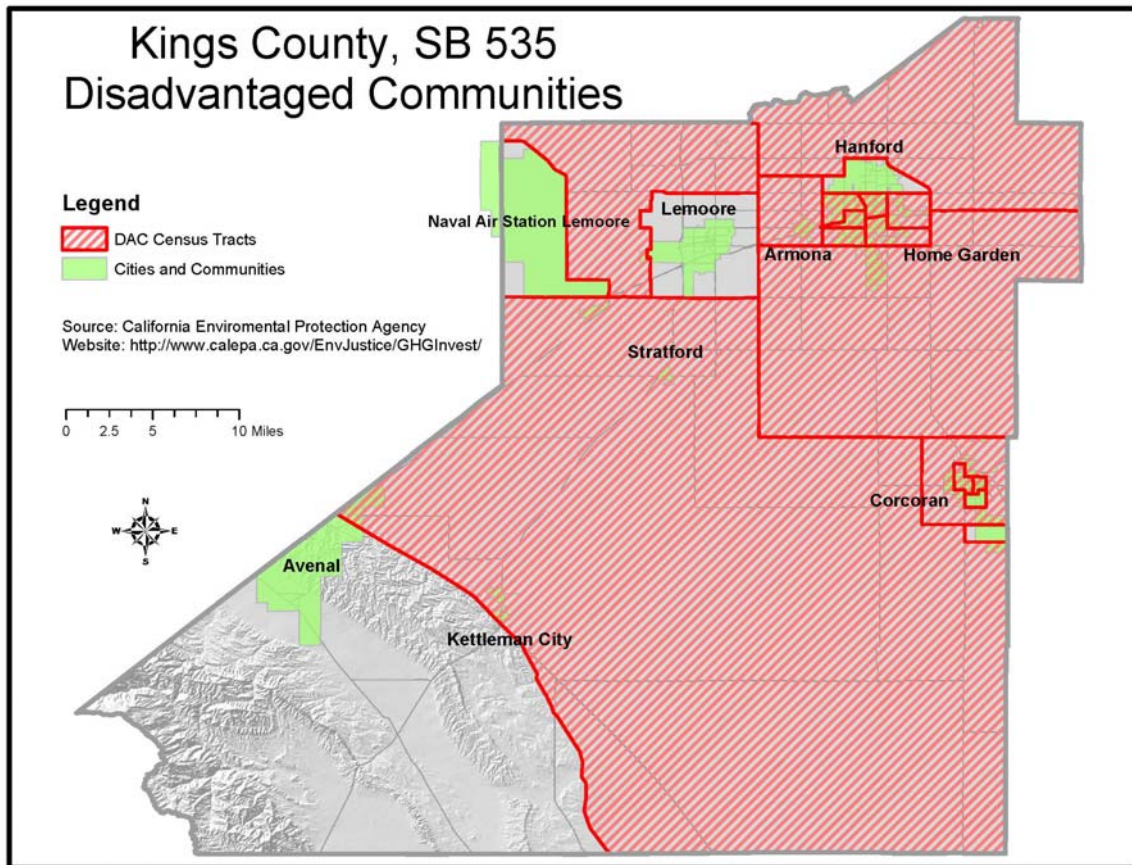 Kings County, SB 535
Disadvantaged Communities
Legend
DAC Census Tracts
Cities and Communities
Source: California Enviromental Protection Agency
Website: http://www.calepa.ca.gov/EnvJustice/GHGInvest/
0 2.5 5 10 Miles
N
W E
S
Hanford
Naval Air Station Lemoore
Lemoore
Armona
Home Garden
Stratford
Corcoran
Avenal
Kettleman City